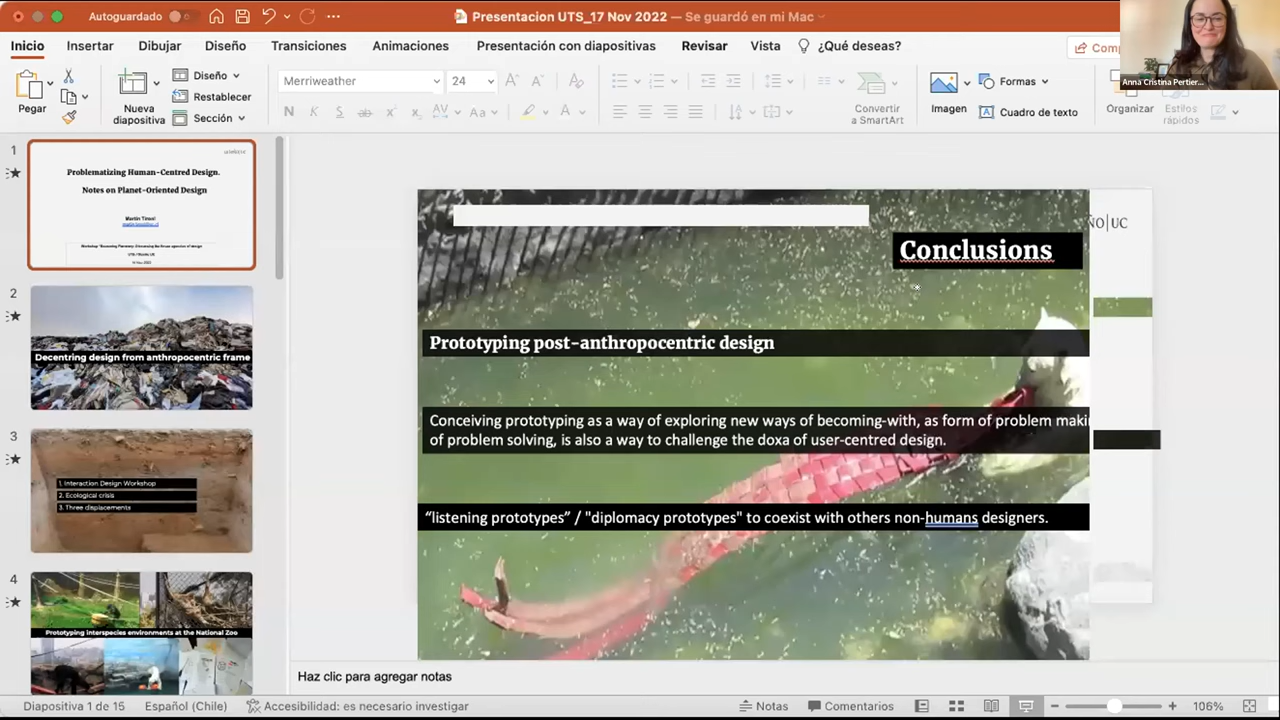 Autoguardado
Presentacion UTS_17 Nov 2022 — Se guardó en mi Mac
Inicio Insertar Dibujar Diseño Transiciones Animaciones Presentación con diapositivas Revisar Vista ¿Qué deseas?
Anna Cristina Pertier...
Pegar
Nueva diapositiva
Diseño
Restablecer
Sección
Merriweather 24
Convertir a SmartArt
Imagen
Formas
Cuadro de texto
Organizar
Estilos rápidos
1
Problematizing Human-Centred Design.
Notes on Planet-Oriented Design
2
Decentring design from anthropocentric frame
3
1. Interaction Design Workshop
2. Ecological crisis
3. Three displacements
4
Prototyping interspecies environments at the National Zoo
Conclusions
Prototyping post-anthropocentric design
Conceiving prototyping as a way of exploring new ways of becoming-with, as form of problem maki
of problem solving, is also a way to challenge the doxa of user-centred design.
“listening prototypes” / "diplomacy prototypes" to coexist with others non-humans designers.
Haz clic para agregar notas
Diapositiva 1 de 15 Español (Chile) Accesibilidad: es necesario investigar Notas Comentarios 106%